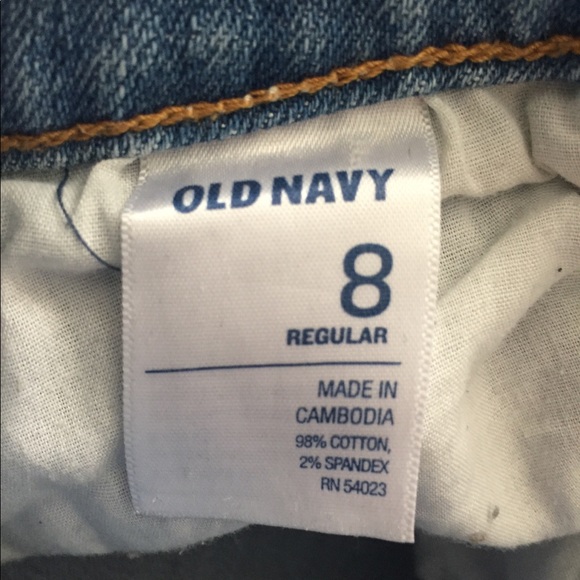 OLD NAVY
8
REGULAR
MADE IN
CAMBODIA
98% COTTON,
2% SPANDEX
RN 54023